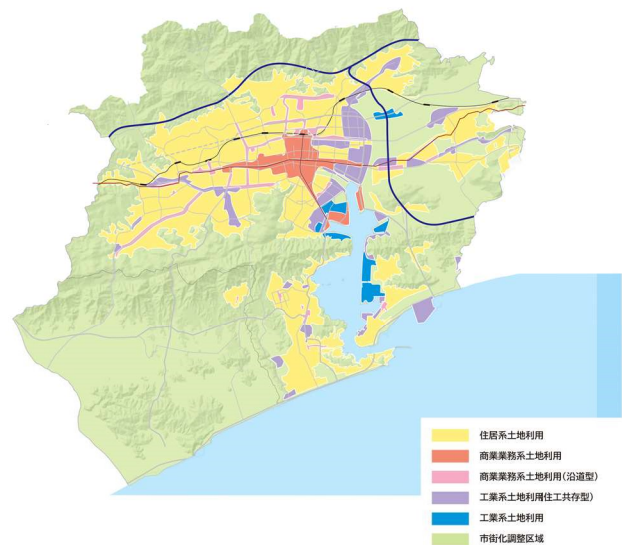 住居系土地利用
商業業務系土地利用
商業業務系土地利用(沿道型)
工業系土地利用(住工共存型)
工業系土地利用
市街化調整区域